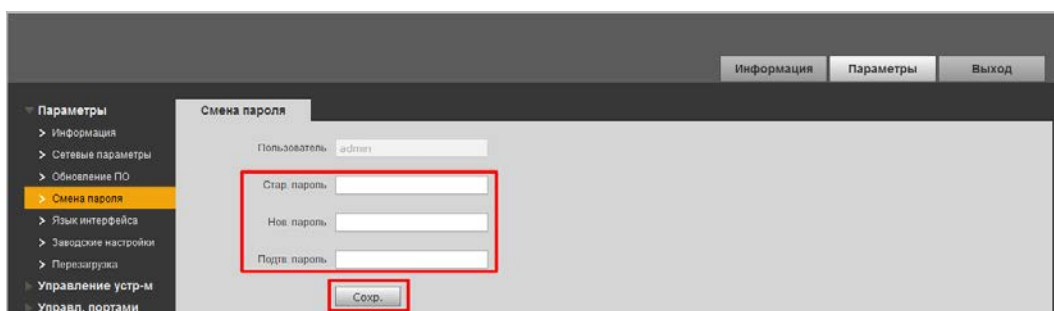 Информация Параметры Выход
Параметры
Смена пароля
Информация
Сетевые параметры
Обновление ПО
Смена пароля
Язык интерфейса
Заводские настройки
Перезагрузка
Управление устр-м
Управл. портами
Пользователь admin
Стар. пароль
Нов. пароль
Подтв. пароль
Сохр.